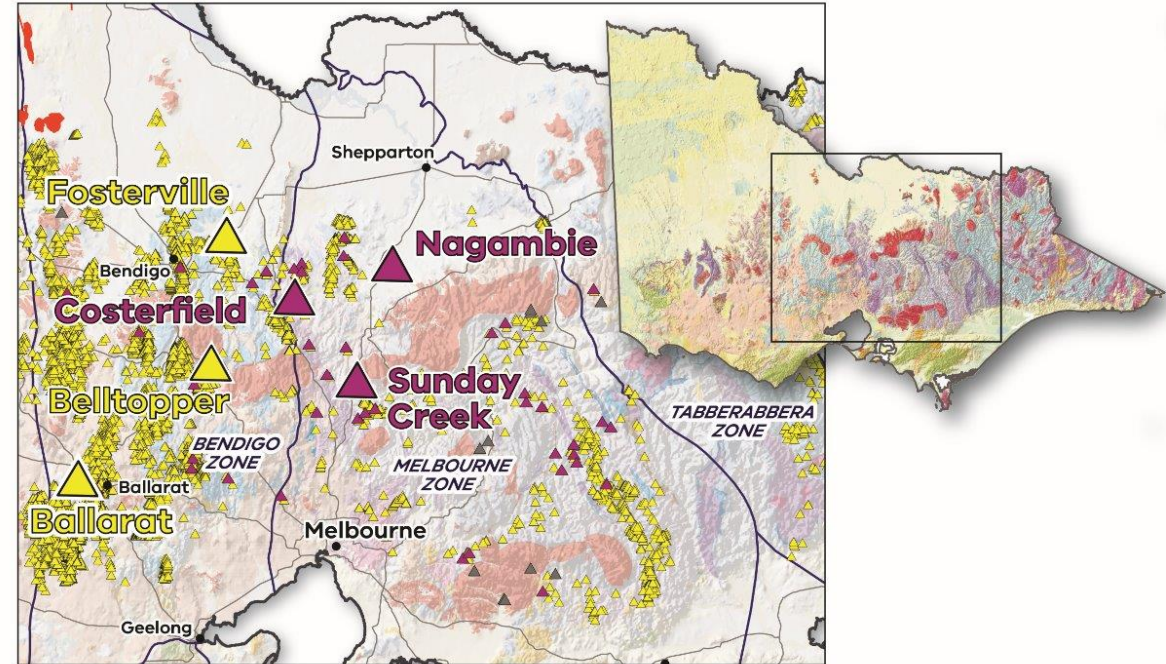 Shepparton
Fosterville
Nagambie
Bendigo
Costerfield
Sunday
Creek
Belltopper
TABBERABBERA
ZONE
BENDIGO
ZONE
MELBOURNE
ZONE
Ballarat
Ballarat
Melbourne
Geelong